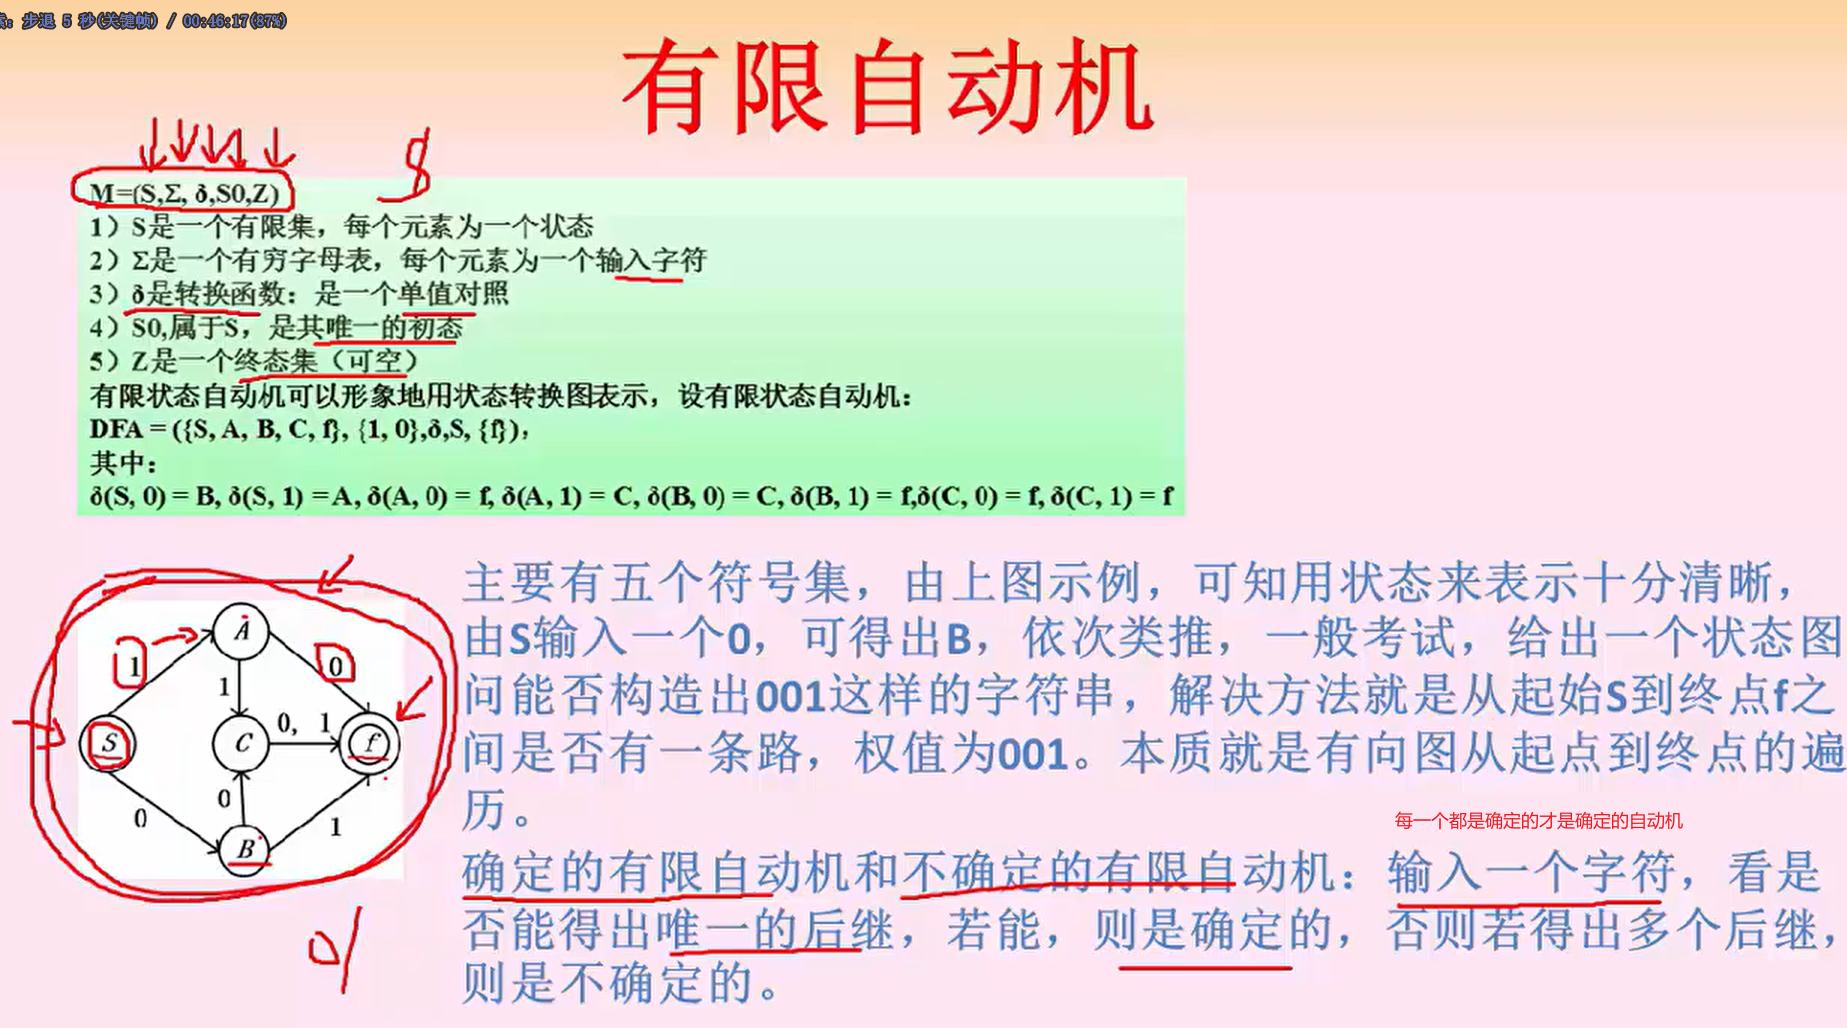 : 步退 5 秒(关键帧) / 00:46:17(87%)
有限自动机
M=(S,Σ, δ,S0,Z)
1）S是一个有限集，每个元素为一个状态
2）Σ是一个有穷字母表，每个元素为一个输入字符
3）δ是转换函数：是一个单值对照
4）S0,属于S，是其唯一的初态
5）Z是一个终态集（可空）
有限状态自动机可以形象地用状态转换图表示，设有限状态自动机：
DFA = ({S, A, B, C, f}, {1, 0},δ,S, {f})，
其中：
δ(S, 0) = B, δ(S, 1) =A, δ(A, 0) = f, δ(A, 1) = C, δ(B, 0) = C, δ(B, 1) = f,δ(C, 0) = f, δ(C, 1) = f
A
1
0
1
S
C
0, 1
f
0
0
1
B
01
主要有五个符号集，由上图示例，可知用状态来表示十分清晰，
由S输入一个0，可得出B，依次类推，一般考试，给出一个状态图
问能否构造出001这样的字符串，解决方法就是从起始S到终点f之
间是否有一条路，权值为001。本质就是有向图从起点到终点的遍
历。
每一个都是确定的才是确定的自动机
确定的有限自动机和不确定的有限自动机：输入一个字符，看是
否能得出唯一的后继，若能，则是确定的，否则若得出多个后继，
则是不确定的。